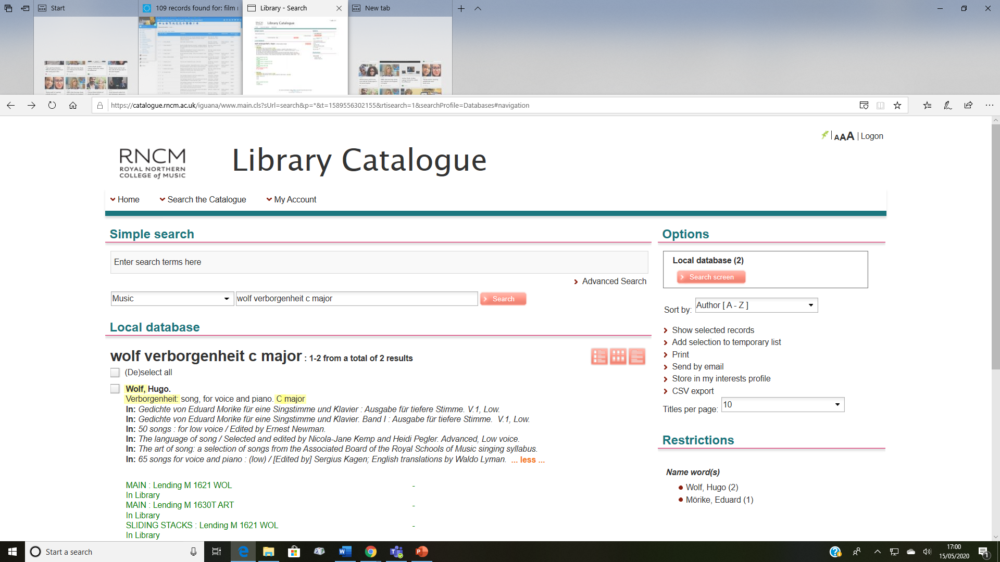 Start
109 records found for: film
Library - Search
New tab
https://catalogue.rncm.ac.uk/iguana/www.main.cls?sUrl=search&p=*&t=1589556302155&rtisearch=1&searchProfile=Databases#navigation
AAA | Logon
RNCM
ROYAL NORTHERN
COLLEGE of MUSIC
Library Catalogue
Home
Search the Catalogue
My Account
Simple search
Enter search terms here
Advanced Search
Music
wolf verborgenheit c major
Search
Local database
wolf verborgenheit c major : 1-2 from a total of 2 results
(De)select all
Wolf, Hugo.
Verborgenheit: song, for voice and piano. C major
In: Gedichte von Eduard Morike für eine Singstimme und Klavier : Ausgabe für tiefere Stimme. V.1, Low.
In: Gedichte von Eduard Morike für eine Singstimme und Klavier. Band I : Ausgabe für tiefere Stimme. V.1, Low.
In: 50 songs : for low voice / Edited by Ernest Newman.
In: The language of song / Selected and edited by Nicola-Jane Kemp and Heidi Pegler. Advanced, Low voice.
In: The art of song: a selection of songs from the Associated Board of the Royal Schools of Music singing syllabus.
In: 65 songs for voice and piano : (low) / [Edited by] Sergius Kagen; English translations by Waldo Lyman. ... less ...
MAIN : Lending M 1621 WOL -
In Library
MAIN : Lending M 1630T ART -
In Library
SLIDING STACKS : Lending M 1621 WOL -
In Library
Options
Local database (2)
Search screen
Sort by: Author [ A - Z ]
Show selected records
Add selection to temporary list
Print
Send by email
Store in my interests profile
CSV export
Titles per page: 10
Restrictions
Name word(s)
Wolf, Hugo (2)
Mörike, Eduard (1)
Start a search
17:00
15/05/2020
1